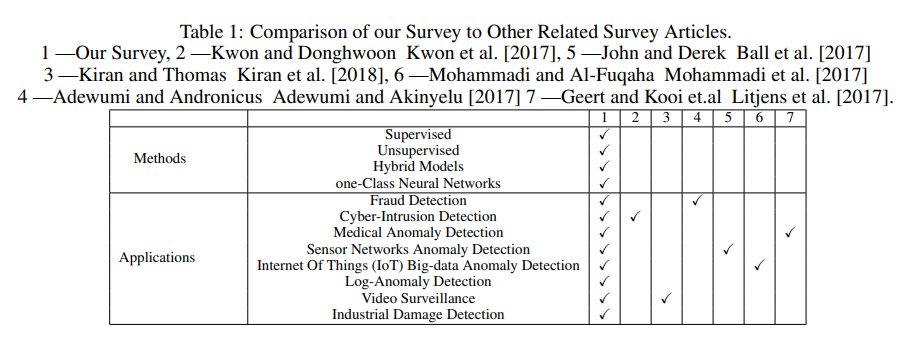 Table 1: Comparison of our Survey to Other Related Survey Articles.
1 —Our Survey, 2 —Kwon and Donghwoon Kwon et al. [2017], 5 —John and Derek Ball et al. [2017]
3 —Kiran and Thomas Kiran et al. [2018], 6 —Mohammadi and Al-Fuqaha Mohammadi et al. [2017]
4 —Adewumi and Andronicus Adewumi and Akinyelu [2017] 7 —Geert and Kooi et.al Litjens et al. [2017].
1 2 3 4 5 6 7
Methods
Supervised ✓
Unsupervised ✓
Hybrid Models ✓
one-Class Neural Networks ✓
Applications
Fraud Detection ✓ ✓
Cyber-Intrusion Detection ✓ ✓
Medical Anomaly Detection ✓ ✓
Sensor Networks Anomaly Detection ✓ ✓
Internet Of Things (IoT) Big-data Anomaly Detection ✓ ✓
Log-Anomaly Detection ✓
Video Surveillance ✓ ✓
Industrial Damage Detection ✓